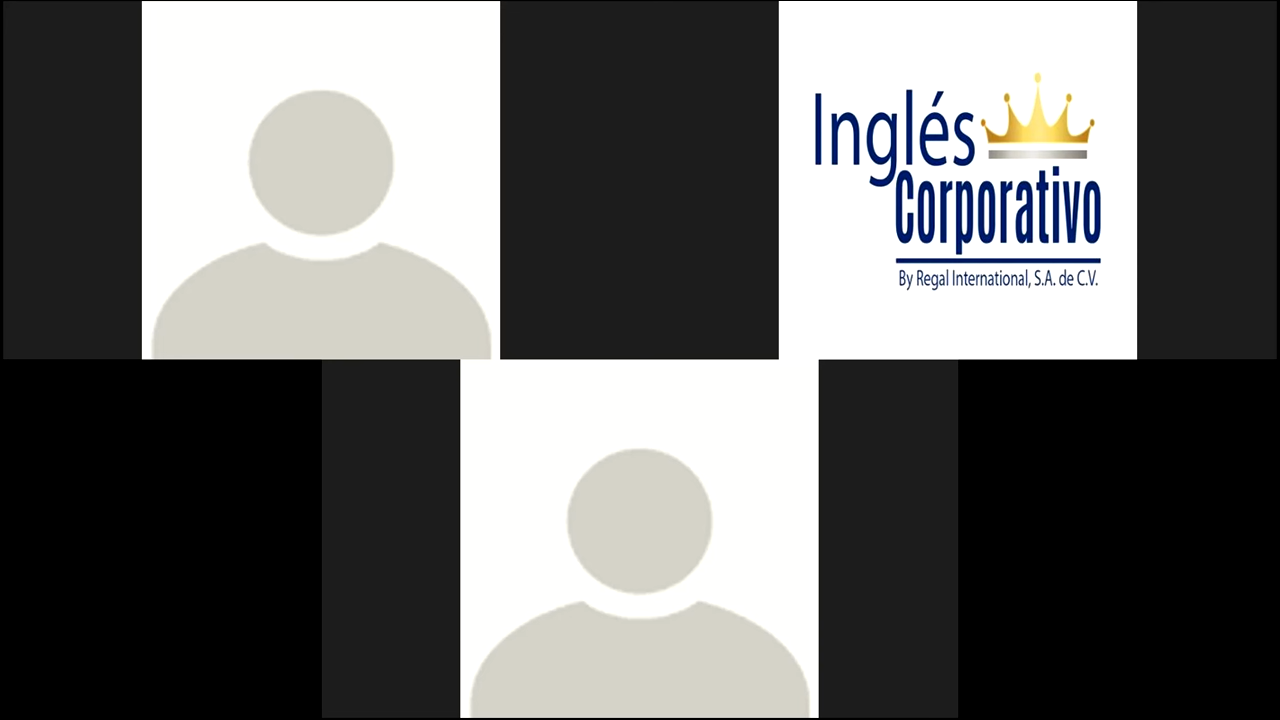 Inglés
Corporativo
By Regal International, S.A. de C.V.